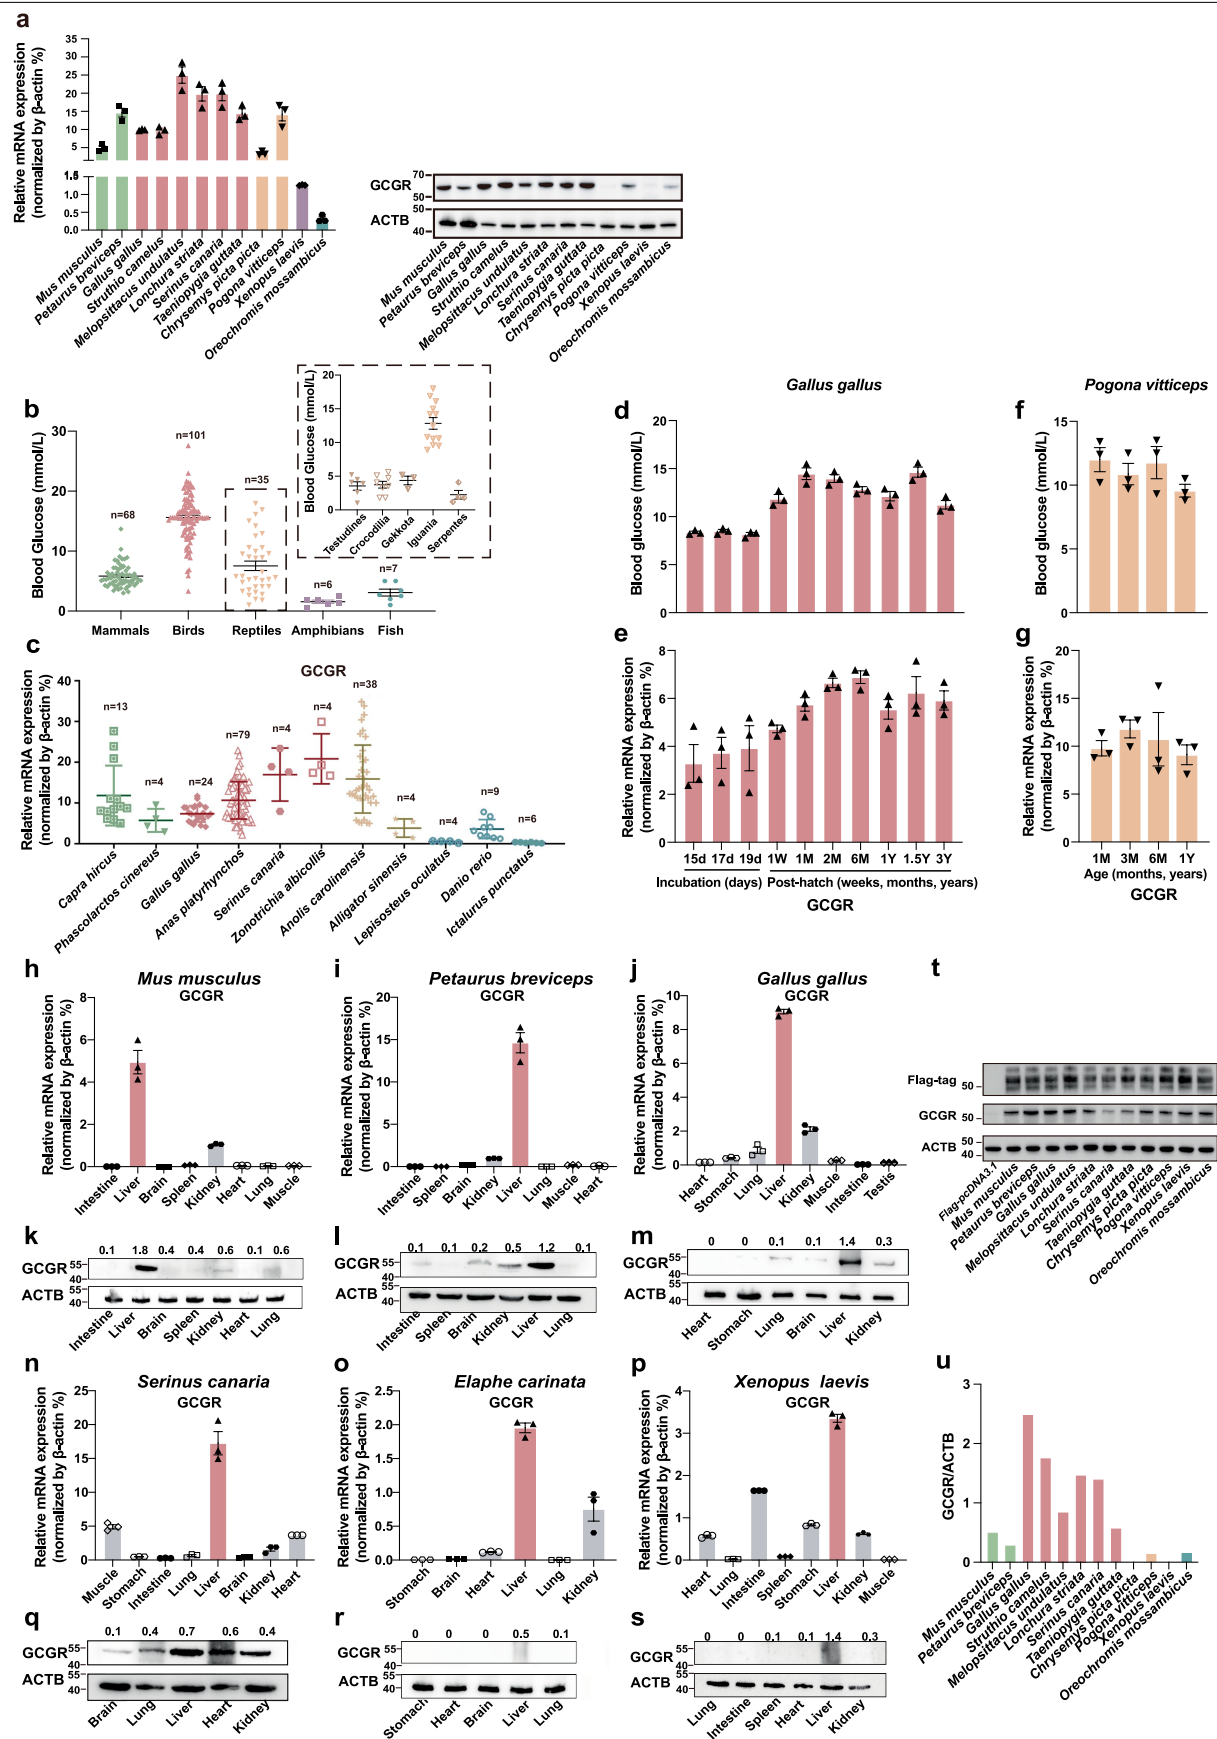 a
Relative mRNA expression
(normalized by β-actin %)
35
30
25
20
15
10
5
1.5
1.0
0.5
0.0
Mus musculus
Petaurus breviceps
Gallus gallus
Struthio camelus
Melopsittacus undulatus
Lonchura striata
Serinus canaria
Taeniopygia guttata
Chrysemys picta picta
Pogona vitticeps
Xenopus laevis
Oreochromis mossambicus
GCGR
70
50
ACTB
50
40
Mus musculus
Petaurus breviceps
Gallus gallus
Struthio camelus
Melopsittacus undulatus
Lonchura striata
Serinus canaria
Taeniopygia guttata
Chrysemys picta picta
Pogona vitticeps
Xenopus laevis
Oreochromis mossambicus
b
Blood Glucose (mmol/L)
30
20
10
0
n=68
n=101
n=35
n=6
n=7
Mammals Birds Reptiles Amphibians Fish
Blood Glucose (mmol/L)
20
15
10
5
0
Testudines
Crocodilia
Gekkota
Iguania
Serpentes
c
GCGR
Relative mRNA expression
(normalized by β-actin %)
40
30
20
10
0
n=13
n=4
n=24
n=79
n=4
n=4
n=38
n=4
n=4
n=9
n=6
Capra hircus
Phascolarctos cinereus
Gallus gallus
Anas platyrhynchos
Serinus canaria
Zonotrichia albicollis
Anolis carolinensis
Alligator sinensis
Lepisosteus oculatus
Danio rerio
Ictalurus punctatus
Gallus gallus
d
Blood glucose (mmol/L)
20
15
10
5
0
e
Relative mRNA expression
(normalized by β-actin %)
8
6
4
2
0
15d 17d 19d 1W 1M 2M 6M 1Y 1.5Y 3Y
Incubation (days) Post-hatch (weeks, months, years)
GCGR
Pogona vitticeps
f
Blood glucose (mmol/L)
15
10
5
0
g
Relative mRNA expression
(normalized by β-actin %)
20
15
10
5
0
1M 3M 6M 1Y
Age (months, years)
GCGR
h
Mus musculus
GCGR
Relative mRNA expression
(normalized by β-actin %)
8
6
4
2
0
Intestine
Liver
Brain
Spleen
Kidney
Heart
Lung
Muscle
i
Petaurus breviceps
GCGR
Relative mRNA expression
(normalized by β-actin %)
20
15
10
5
0
Intestine
Spleen
Brain
Kidney
Liver
Lung
Muscle
Heart
j
Gallus gallus
GCGR
Relative mRNA expression
(normalized by β-actin %)
10
8
6
4
2
0
Heart
Stomach
Lung
Liver
Kidney
Muscle
Intestine
Testis
t
Flag-tag
50
GCGR
50
ACTB
50
40
Flag-pcDNA3.1
Mus musculus
Petaurus breviceps
Gallus gallus
Melopsittacus undulatus
Lonchura striata
Serinus canaria
Taeniopygia guttata
Chrysemys picta picta
Pogona vitticeps
Xenopus laevis
Oreochromis mossambicus
k
0.1 1.8 0.4 0.4 0.6 0.1 0.6
GCGR
55
40
ACTB
55
40
Intestine
Liver
Brain
Spleen
Kidney
Heart
Lung
l
0.1 0.1 0.2 0.5 1.2 0.1
GCGR
55
40
ACTB
55
40
Intestine
Spleen
Brain
Kidney
Liver
Lung
m
0 0 0.1 0.1 1.4 0.3
GCGR
55
40
ACTB
55
40
Heart
Stomach
Lung
Brain
Liver
Kidney
n
Serinus canaria
GCGR
Relative mRNA expression
(normalized by β-actin %)
25
20
15
10
5
0
Muscle
Stomach
Intestine
Lung
Liver
Brain
Kidney
Heart
o
Elaphe carinata
GCGR
Relative mRNA expression
(normalized by β-actin %)
2.5
2.0
1.5
1.0
0.5
0.0
Stomach
Brain
Heart
Liver
Lung
Kidney
p
Xenopus laevis
GCGR
Relative mRNA expression
(normalized by β-actin %)
4
3
2
1
0
Heart
Lung
Intestine
Spleen
Stomach
Liver
Kidney
Muscle
u
GCGR/ACTB
3
2
1
0
Mus musculus
Petaurus breviceps
Gallus gallus
Struthio camelus
Melopsittacus undulatus
Lonchura striata
Serinus canaria
Taeniopygia guttata
Chrysemys picta picta
Pogona vitticeps
Xenopus laevis
Oreochromis mossambicus
q
0.1 0.4 0.7 0.6 0.4
GCGR
55
40
ACTB
55
40
Brain
Lung
Liver
Heart
Kidney
r
0 0 0 0.5 0.1
GCGR
55
40
ACTB
55
40
Stomach
Heart
Brain
Liver
Lung
s
0 0 0.1 0.1 1.4 0.3
GCGR
55
40
ACTB
55
40
Lung
Intestine
Spleen
Heart
Liver
Kidney